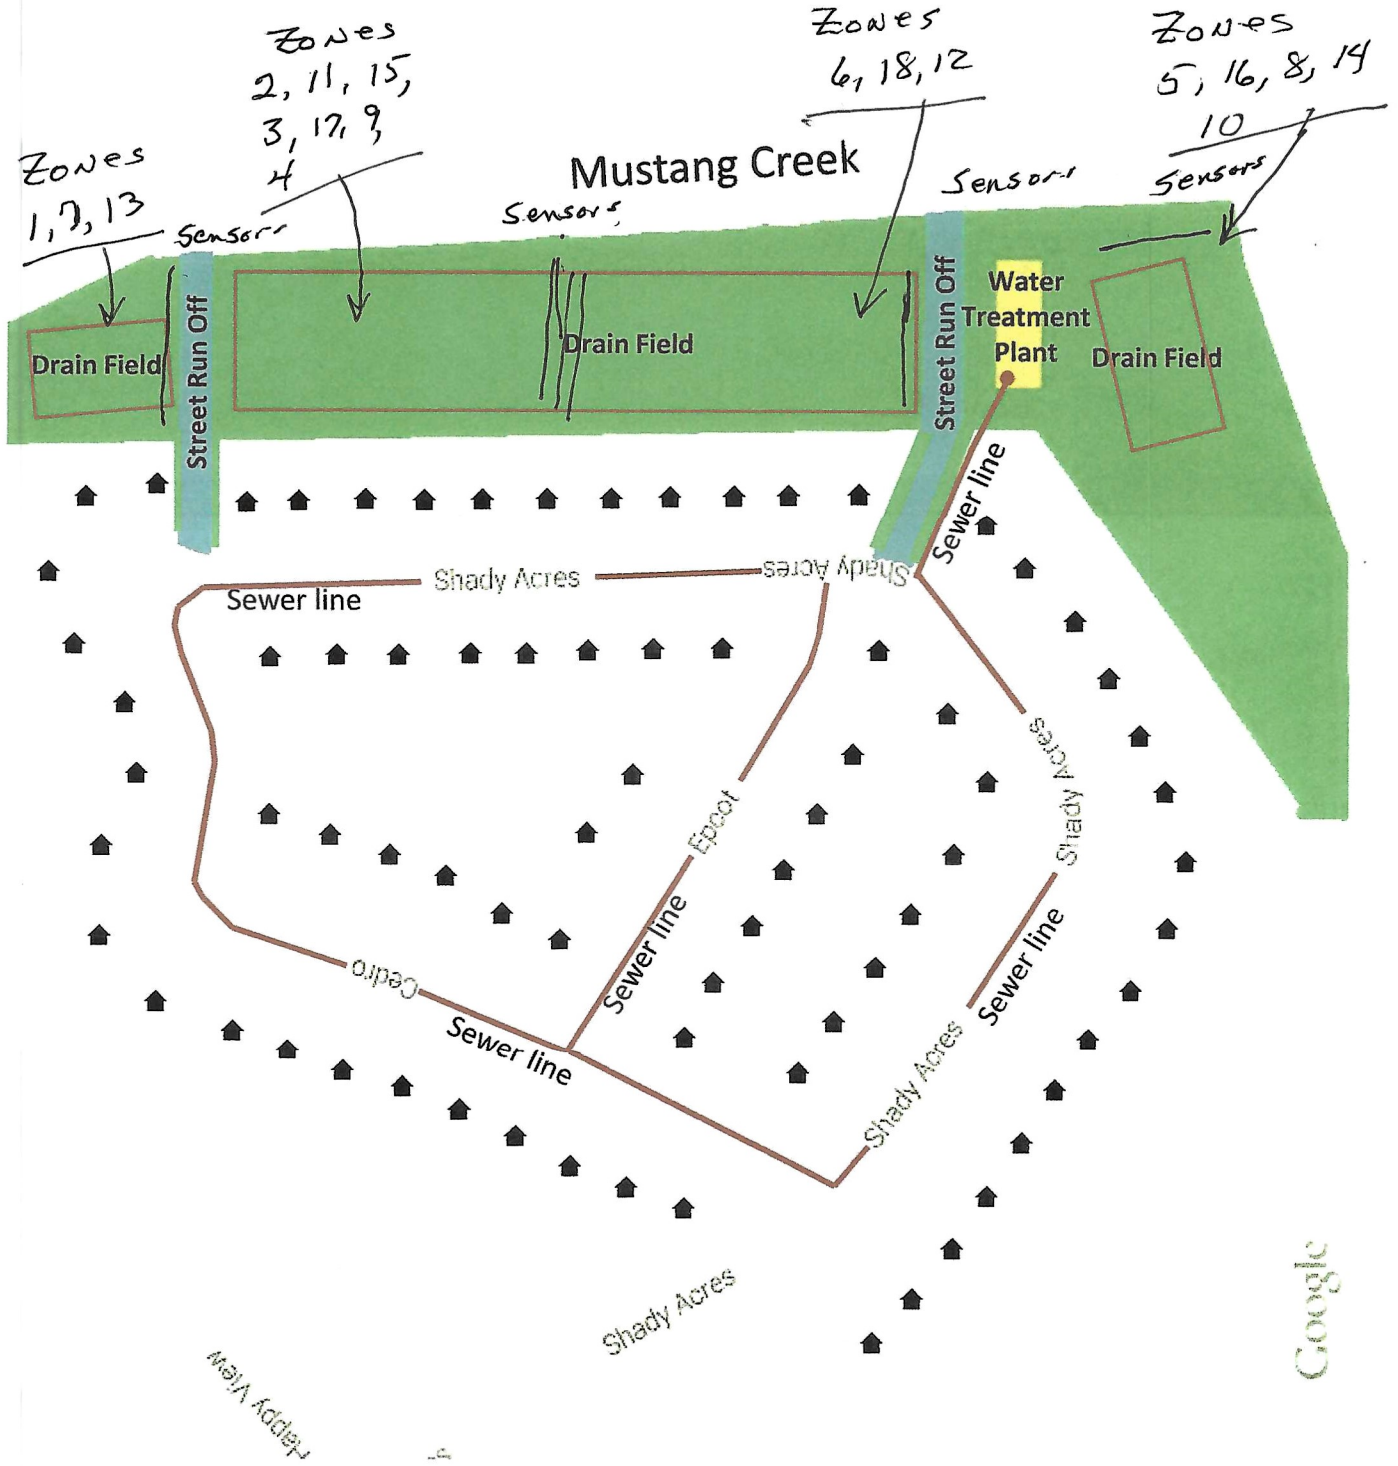 Zones
2, 11, 15,
3, 17, 9,
4
Zones
6, 18, 12
Zones
5, 16, 8, 14
10
Zones
1, 7, 13
Sensors
Sensors
Sensors
Sensors
Mustang Creek
Drain Field
Street Run Off
Drain Field
Street Run Off
Water
Treatment
Plant
Drain Field
Sewer line
Shady Acres
Shady Acres
Sewer line
Shady Acres
Epcot
Sewer line
Sewer line
Cedro
Sewer line
Shady Acres
Shady Acres
Happy View
Google